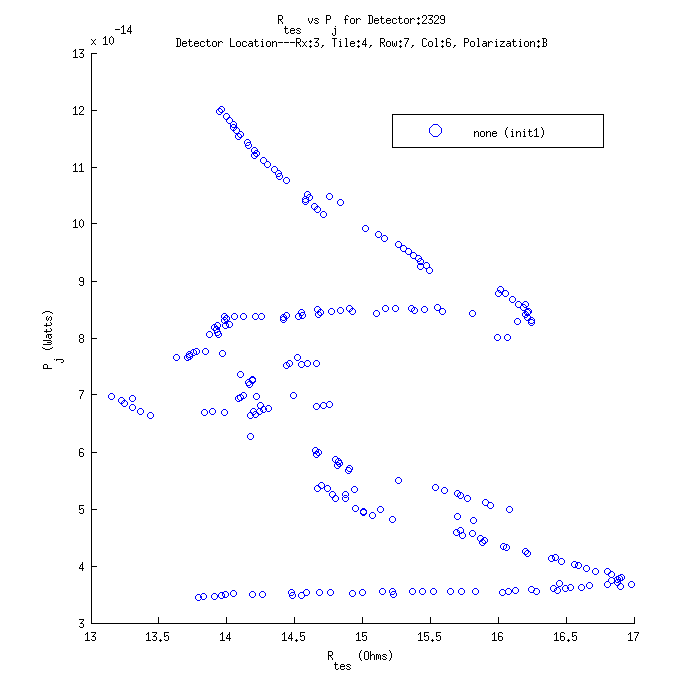 R_tes vs P_j for Detector:2329
Detector Location---Rx:3, Tile:4, Row:7, Col:6, Polarization:B
x 10^-14
13
12
11
10
9
8
7
6
5
4
3
none (init1)
P_j (Watts)
13 13.5 14 14.5 15 15.5 16 16.5 17
R_tes (Ohms)